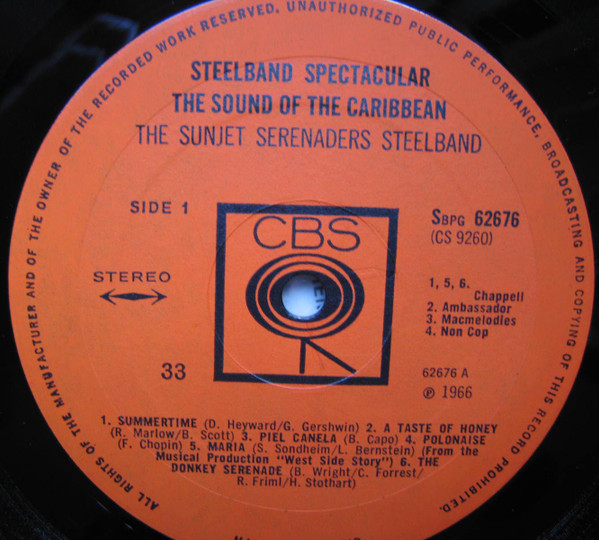 ALL RIGHTS OF THE MANUFACTURER AND OF THE OWNER OF THE RECORDED WORK RESERVED. UNAUTHORIZED PUBLIC PERFORMANCE, BROADCASTING AND COPYING OF THIS RECORD PROHIBITED.
STEELBAND SPECTACULAR
THE SOUND OF THE CARIBBEAN
THE SUNJET SERENADERS STEELBAND
SIDE 1
CBS
SBPG 62676
(CS 9260)
STEREO
1, 5, 6.
Chappell
2. Ambassador
3. Macmelodies
4. Non Cop
33
62676 A
℗ 1966
1. SUMMERTIME (D. Heyward/G. Gershwin) 2. A TASTE OF HONEY
(R. Marlow/B. Scott) 3. PIEL CANELA (B. Capo) 4. POLONAISE
(F. Chopin) 5. MARIA (S. Sondheim/L. Bernstein) (From the
Musical Production "West Side Story") 6. THE
DONKEY SERENADE (B. Wright/C. Forrest/
R. Friml/H. Stothart)